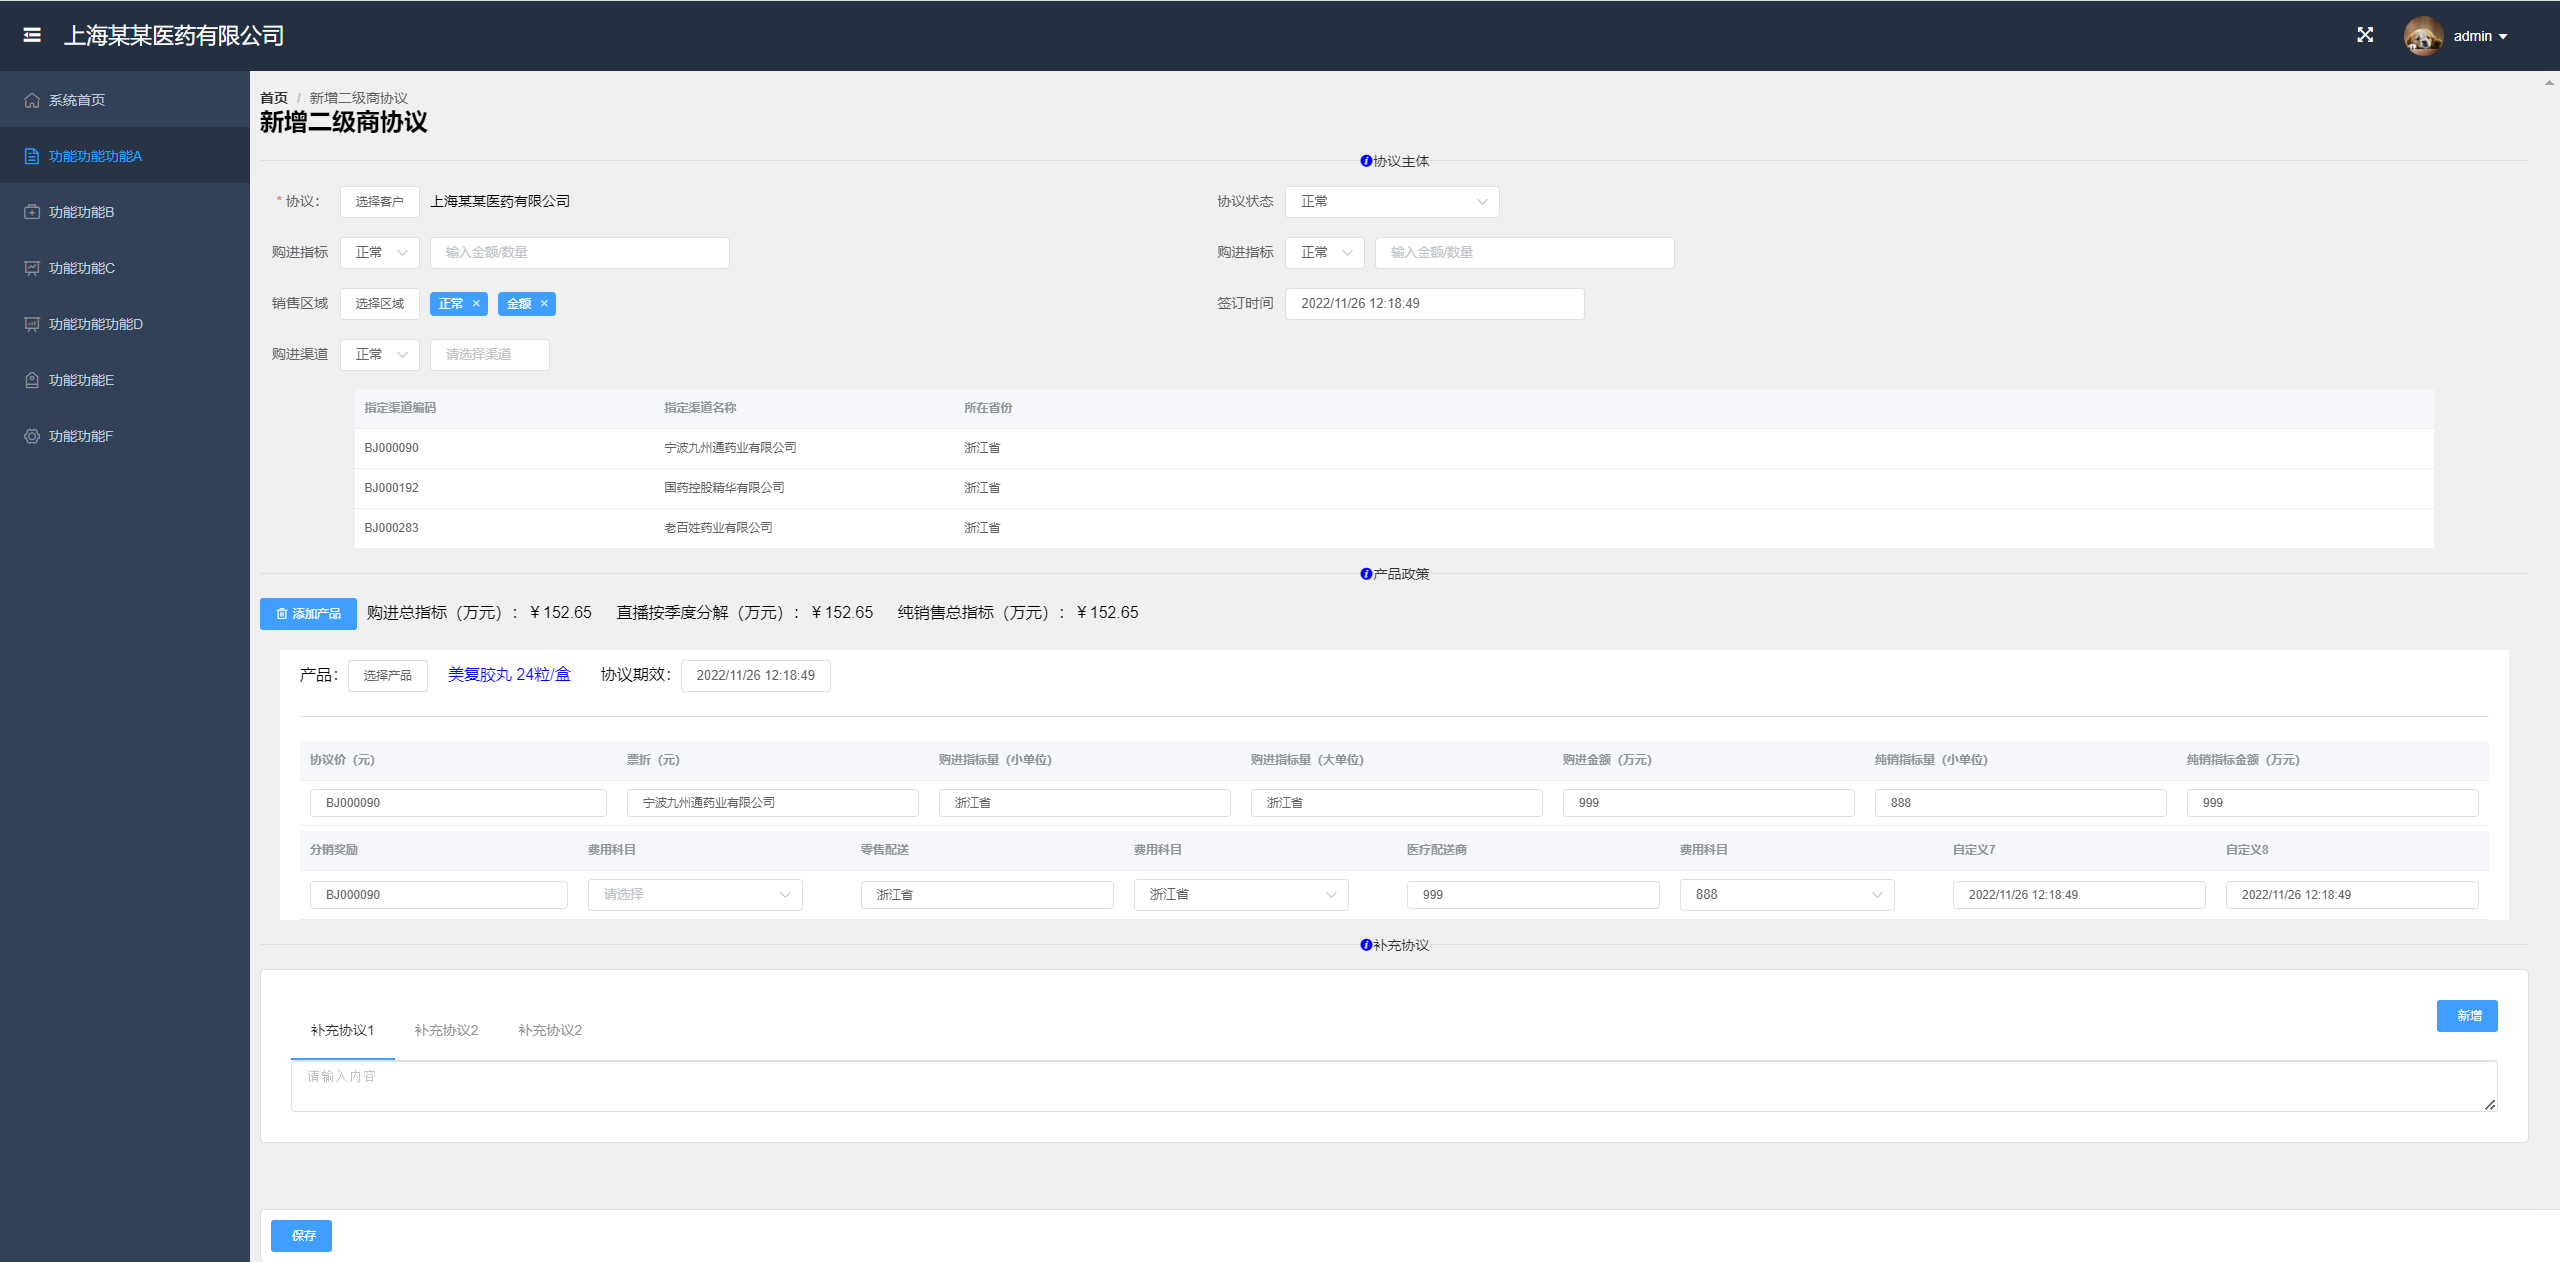 上海某某医药有限公司
admin
系统首页
功能功能功能A
功能功能B
功能功能C
功能功能功能D
功能功能E
功能功能F
首页 / 新增二级商协议
新增二级商协议
协议主体
* 协议： 选择客户 上海某某医药有限公司 协议状态 正常
购进指标 正常 输入金额/数量 购进指标 正常 输入金额/数量
销售区域 选择区域 正常 × 金额 × 签订时间 2022/11/26 12:18:49
购进渠道 正常 请选择渠道
指定渠道编码 指定渠道名称 所在省份
BJ000090 宁波九州通药业有限公司 浙江省
BJ000192 国药控股精华有限公司 浙江省
BJ000283 老百姓药业有限公司 浙江省
产品政策
添加产品 购进总指标（万元）：￥152.65 直播按季度分解（万元）：￥152.65 纯销售总指标（万元）：￥152.65
产品： 选择产品 美复胶丸 24粒/盒 协议期效： 2022/11/26 12:18:49
协议价（元） 票折（元） 购进指标量（小单位） 购进指标量（大单位） 购进金额（万元） 纯销指标量（小单位） 纯销指标金额（万元）
BJ000090 宁波九州通药业有限公司 浙江省 浙江省 999 888 999
分销奖励 费用科目 零售配送 费用科目 医疗配送商 费用科目 自定义7 自定义8
BJ000090 请选择 浙江省 浙江省 999 888 2022/11/26 12:18:49 2022/11/26 12:18:49
补充协议
新增
补充协议1 补充协议2 补充协议2
请输入内容
保存